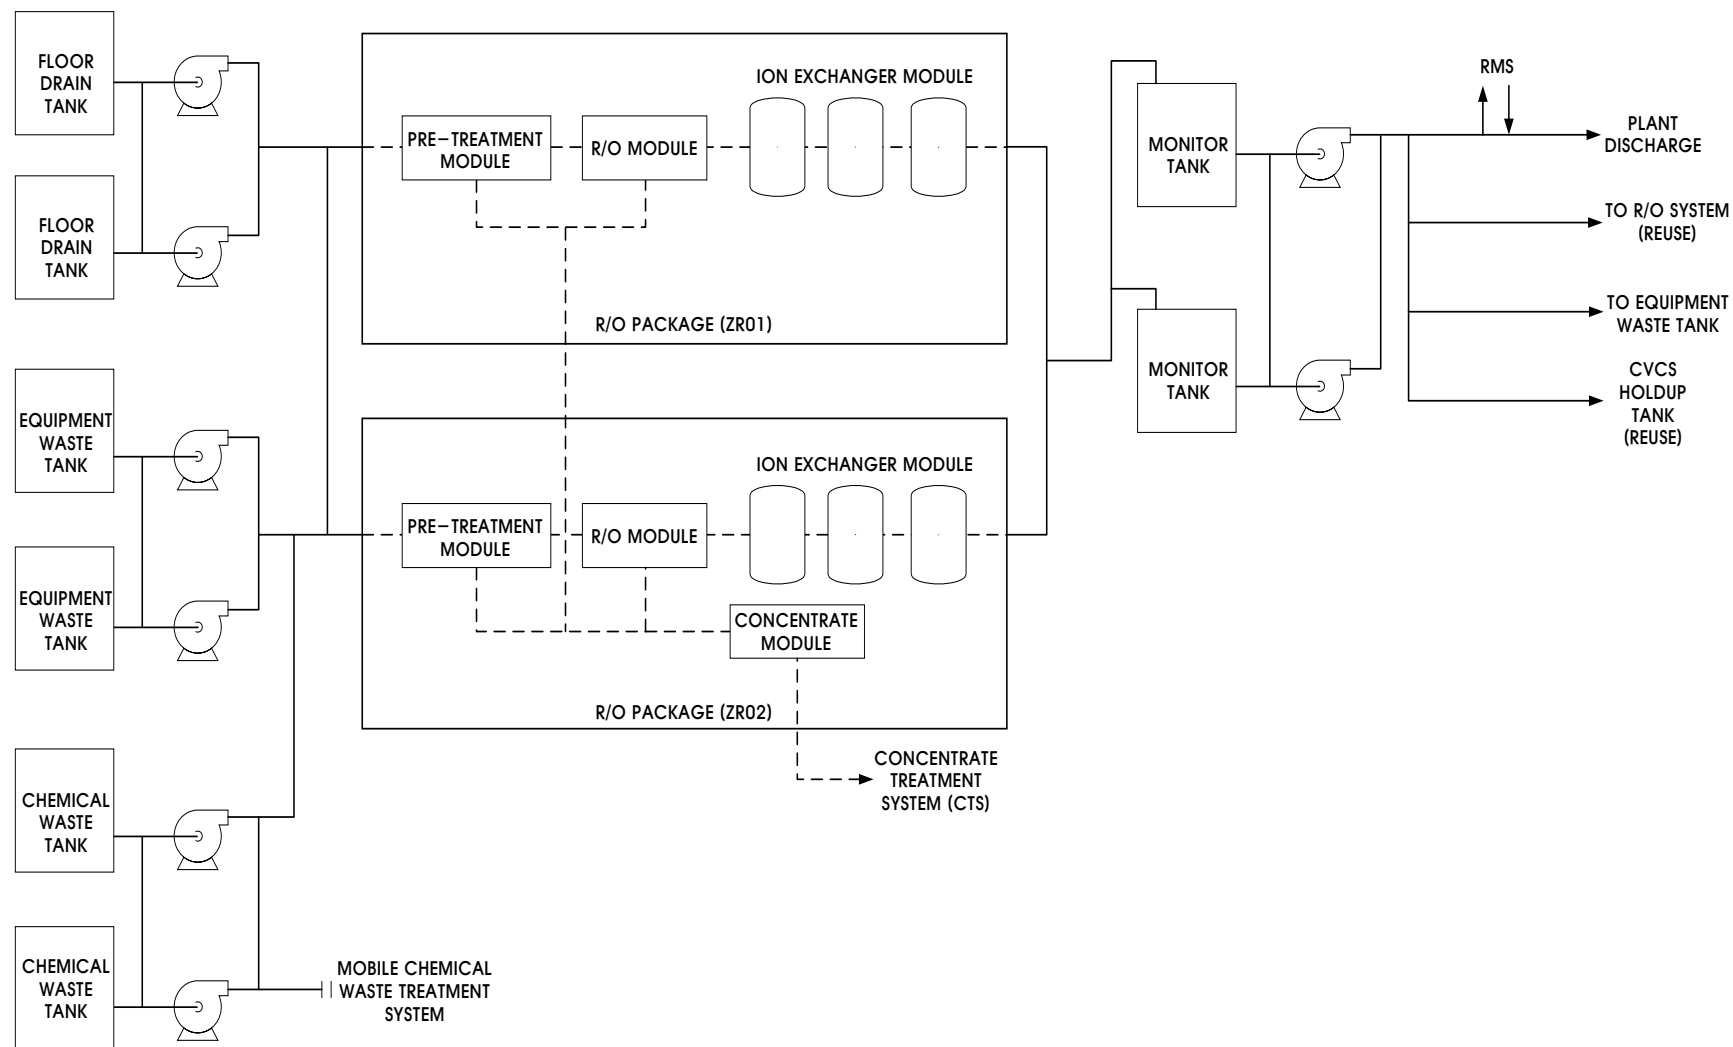 FLOOR
DRAIN
TANK
FLOOR
DRAIN
TANK
EQUIPMENT
WASTE
TANK
EQUIPMENT
WASTE
TANK
CHEMICAL
WASTE
TANK
CHEMICAL
WASTE
TANK
MOBILE CHEMICAL
WASTE TREATMENT
SYSTEM
ION EXCHANGER MODULE
PRE-TREATMENT
MODULE
R/O MODULE
R/O PACKAGE (ZR01)
ION EXCHANGER MODULE
PRE-TREATMENT
MODULE
R/O MODULE
CONCENTRATE
MODULE
R/O PACKAGE (ZR02)
CONCENTRATE
TREATMENT
SYSTEM (CTS)
MONITOR
TANK
MONITOR
TANK
RMS
PLANT
DISCHARGE
TO R/O SYSTEM
(REUSE)
TO EQUIPMENT
WASTE TANK
CVCS
HOLDUP
TANK
(REUSE)